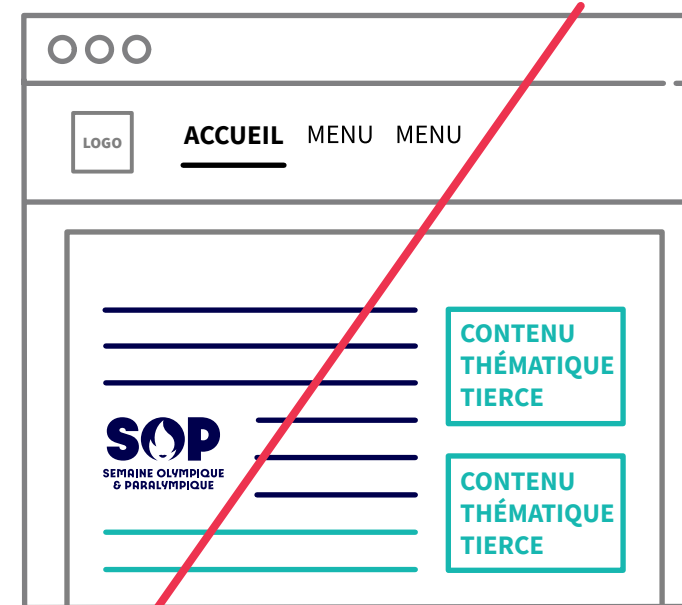 LOGO
ACCUEIL MENU MENU
CONTENU
THÉMATIQUE
TIERCE
SOP
SEMAINE OLYMPIQUE
& PARALYMPIQUE
CONTENU
THÉMATIQUE
TIERCE